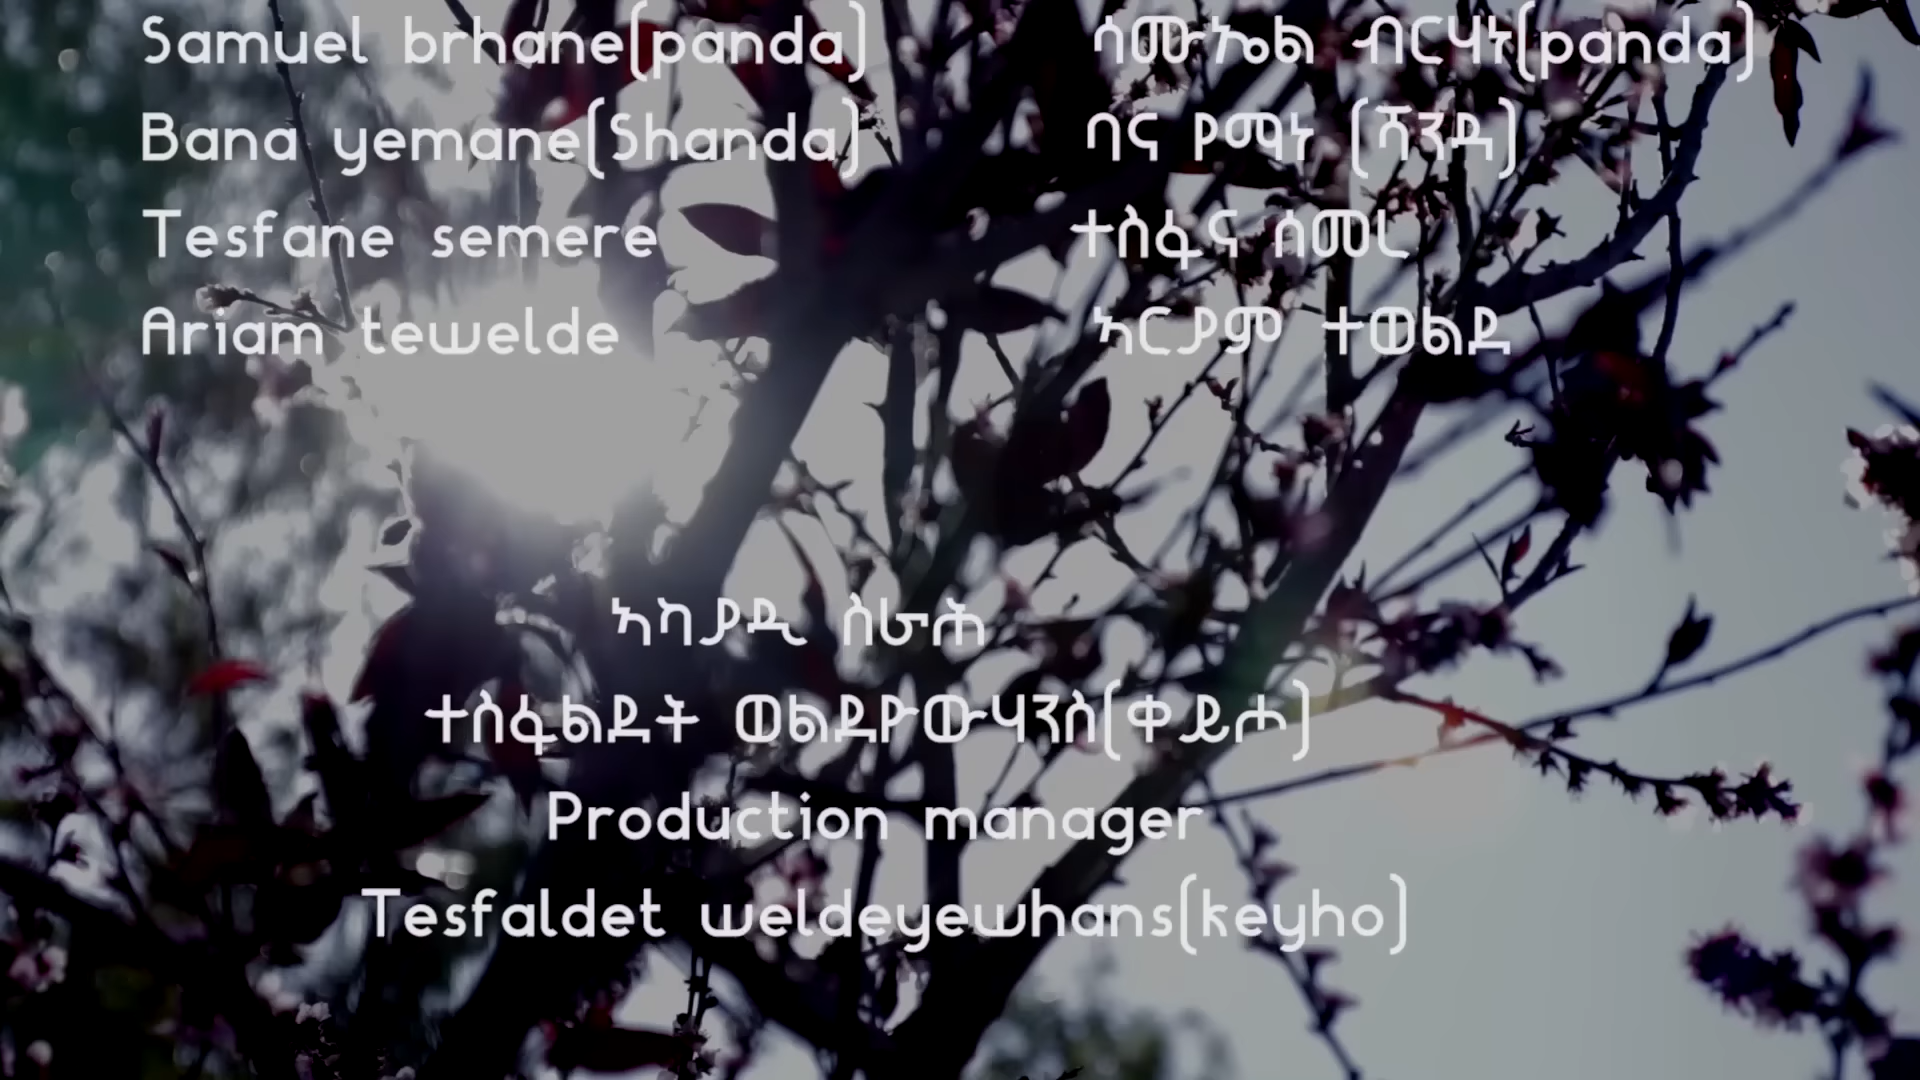 Samuel brhane(panda) ሳሙኤል ብርሃነ(panda)
Bana yemane(Shanda) ባና የማነ (ሻንዳ)
Tesfane semere ተስፋና ሰመረ
Ariam tewelde ኣርያም ተወልደ
ኣካያዲ ስራሕ
ተስፋልደት ወልደዮውሃንስ(ቀይሖ)
Production manager
Tesfaldet weldeyewhans(keyho)